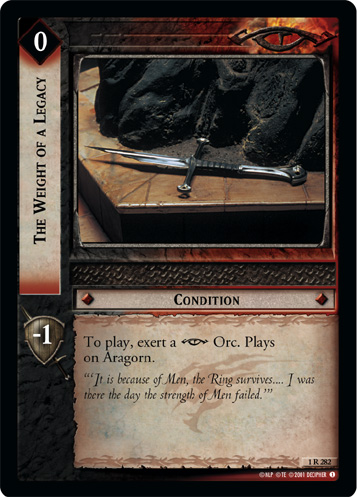 0
THE WEIGHT OF A LEGACY
CONDITION
-1
To play, exert a Orc. Plays
on Aragorn.
“‘It is because of Men, the Ring survives.... I was
there the day the strength of Men failed.’”
1 R 282
©NLP ©TE ©2001 DECIPHER